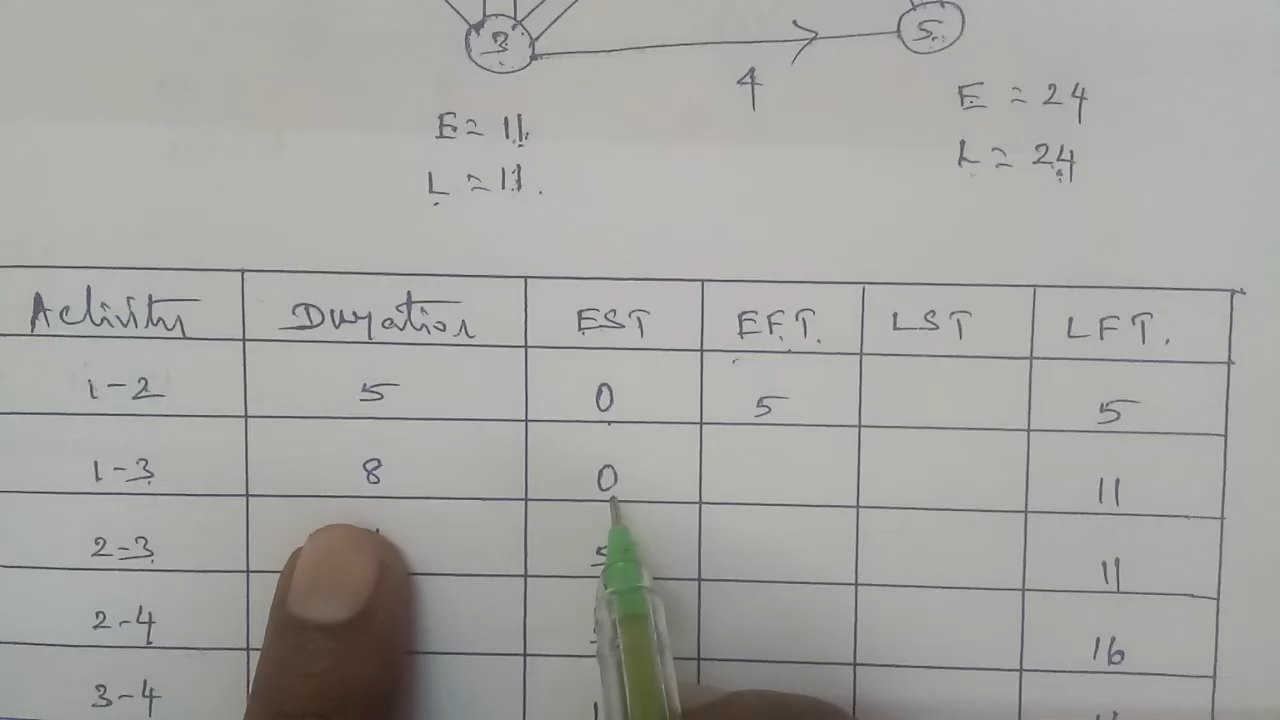 3 5.
4
E = 24
E = 11
L = 24
L = 11.
Activity Duration EST E.F.T. LST LFT.
1-2 5 0 5 5
1-3 8 0 11
2-3 5 11
2-4 16
3-4